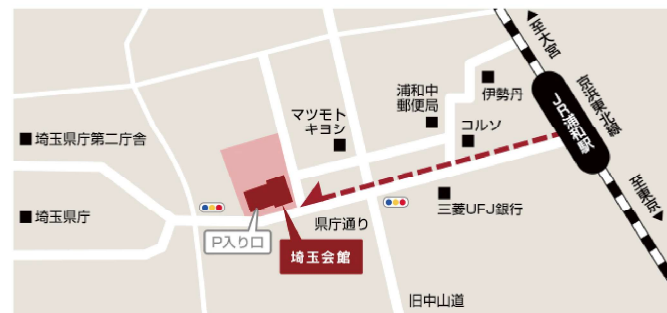 至大宮
京浜東北線
JR浦和駅
至東京
伊勢丹
浦和中
郵便局
コルソ
マツモト
キヨシ
埼玉県庁第二庁舎
埼玉県庁
三菱UFJ銀行
県庁通り
P入り口
埼玉会館
旧中山道